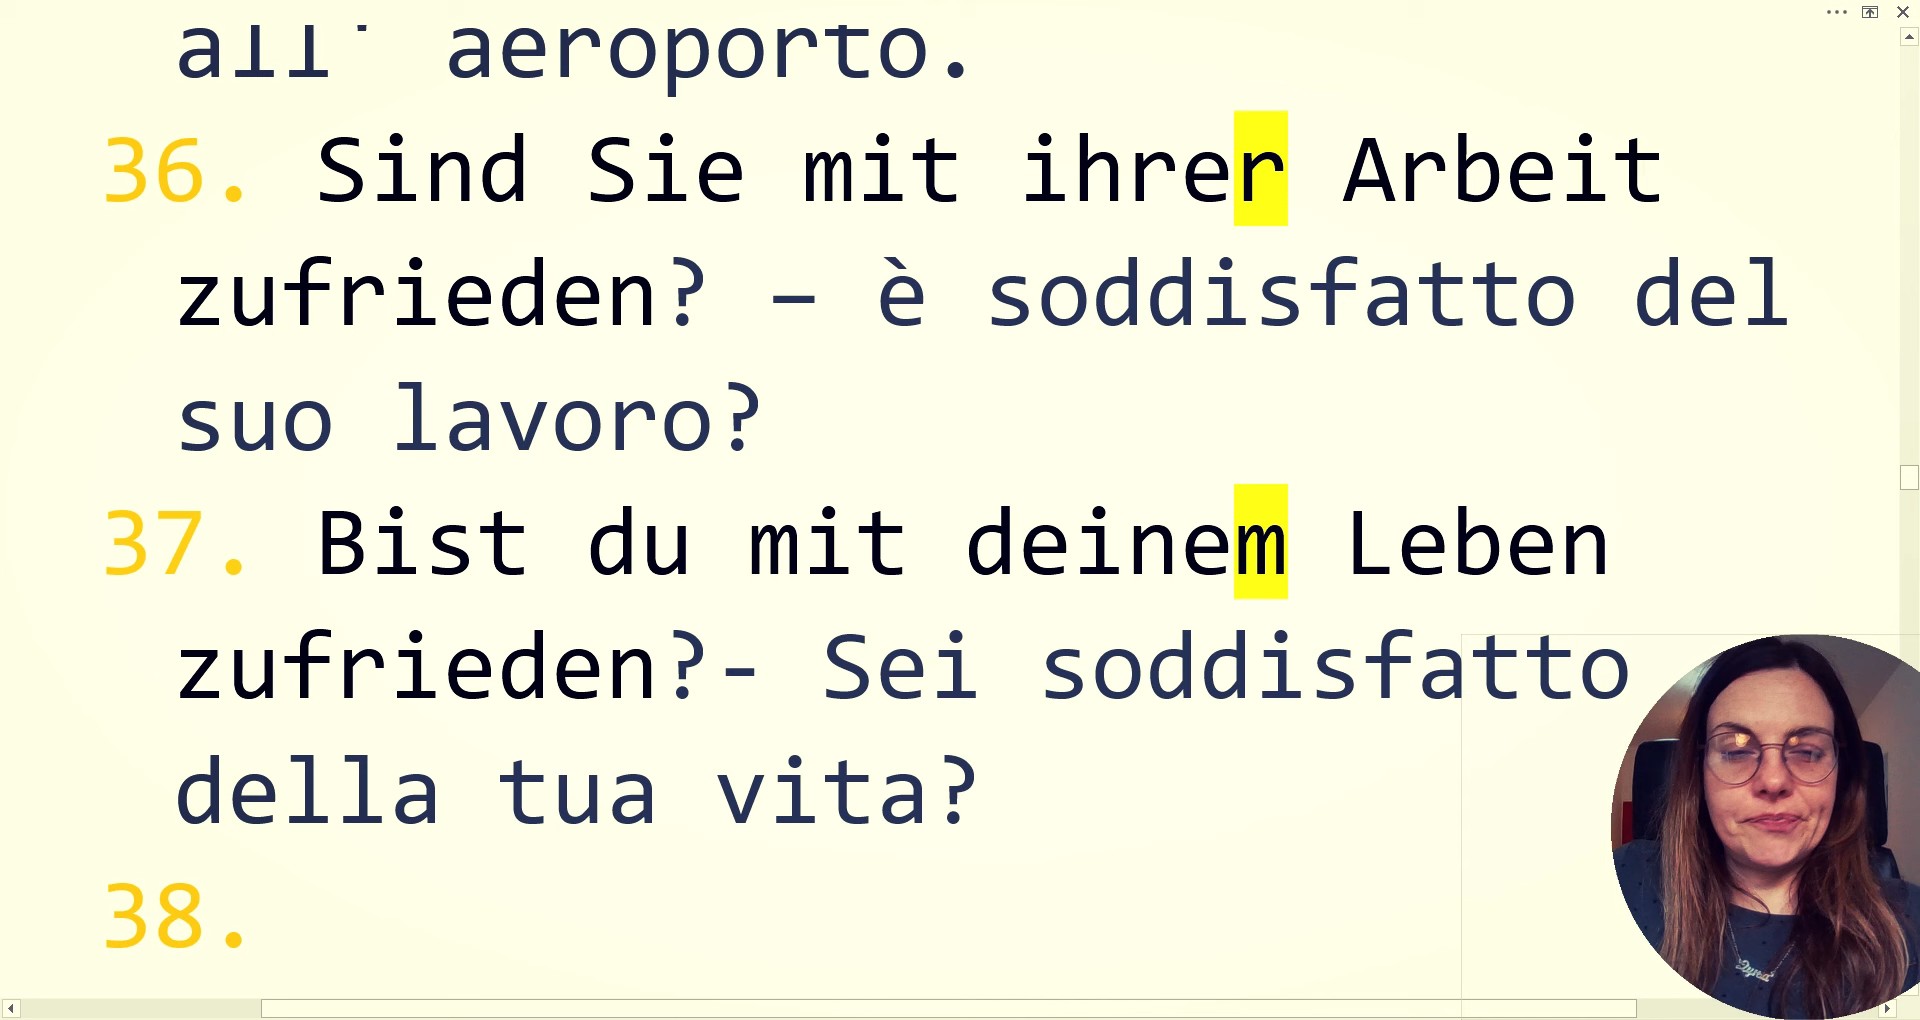 all' aeroporto.
36. Sind Sie mit ihrer Arbeit
zufrieden? – è soddisfatto del
suo lavoro?
37. Bist du mit deinem Leben
zufrieden?- Sei soddisfatto
della tua vita?
38.